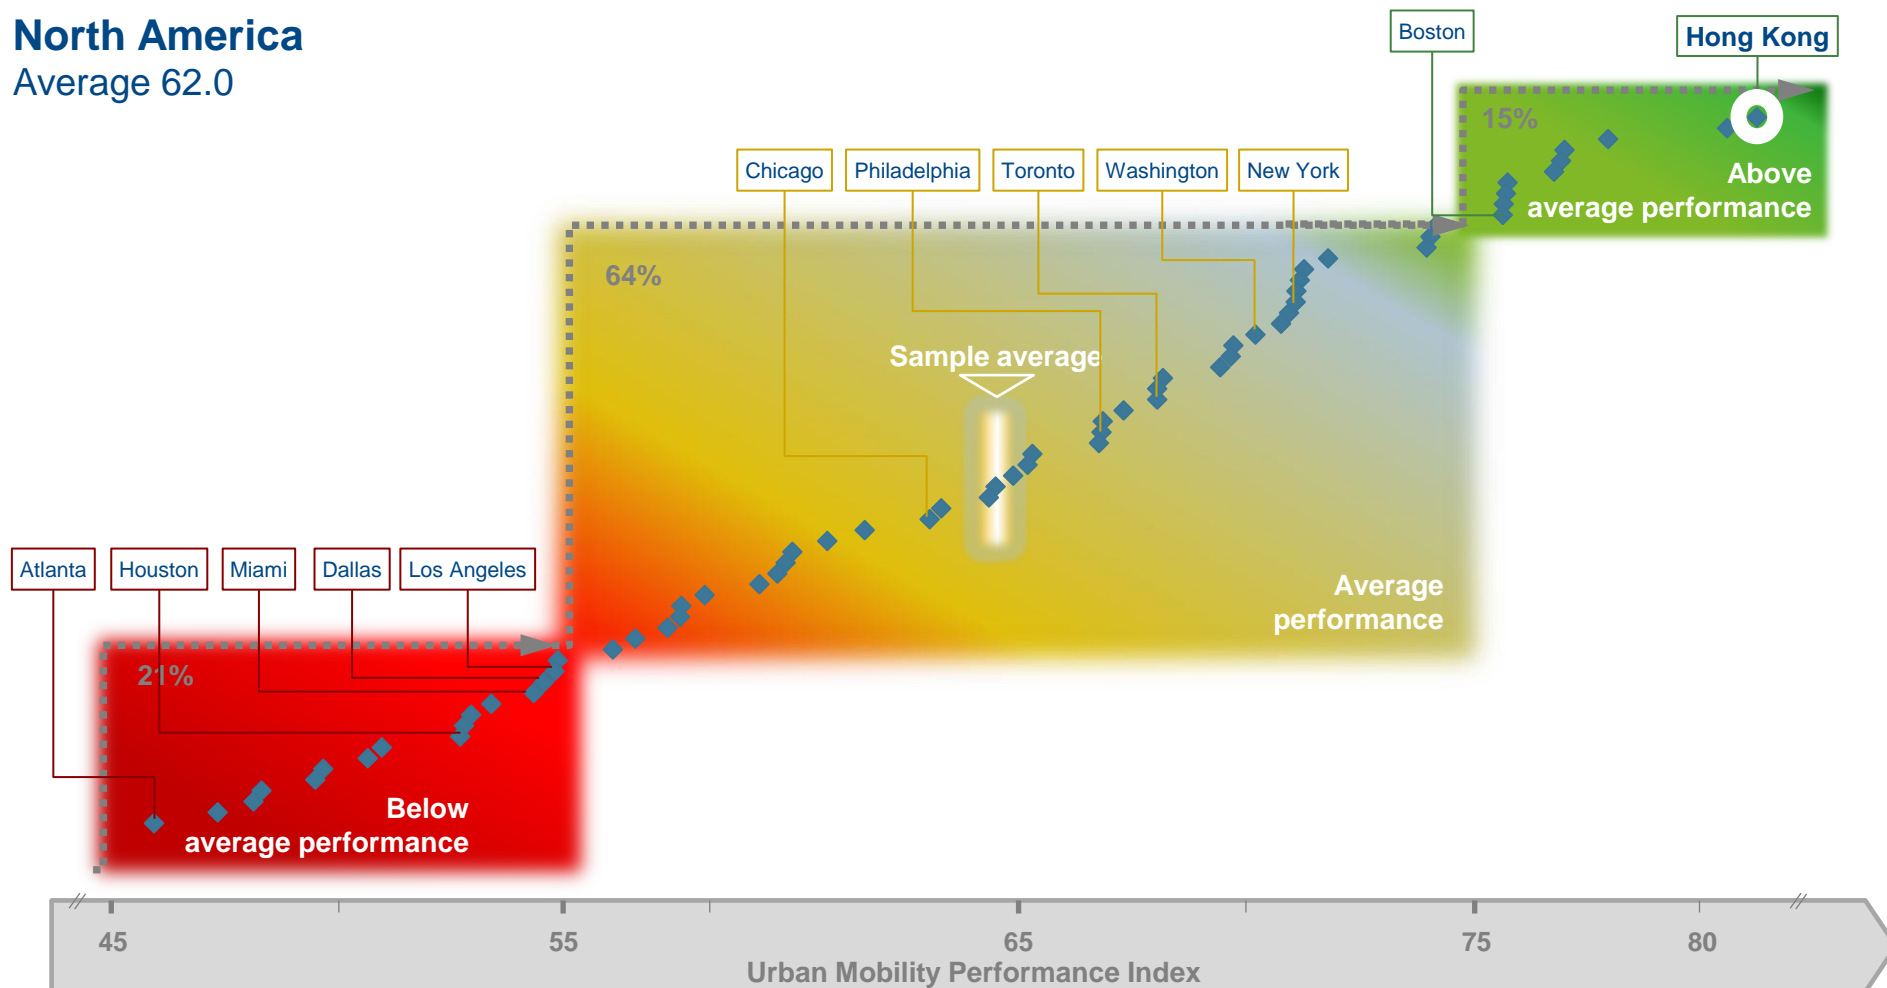 North America
Average 62.0
Boston
Hong Kong
15%
Above
average performance
Chicago
Philadelphia
Toronto
Washington
New York
64%
Sample average
Average
performance
Atlanta
Houston
Miami
Dallas
Los Angeles
21%
Below
average performance
45
55
65
75
80
Urban Mobility Performance Index